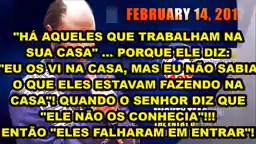 FEBRUARY 14, 201
"HÁ AQUELES QUE TRABALHAM NA
SUA CASA" ... PORQUE ELE DIZ:
"EU OS VI NA CASA, MAS EU NÃO SABIA
O QUE ELES ESTAVAM FAZENDO NA
CASA"! QUANDO O SENHOR DIZ QUE
"ELE NÃO OS CONHECIA"!!!
ENTÃO "ELES FALHARAM EM ENTRAR"!